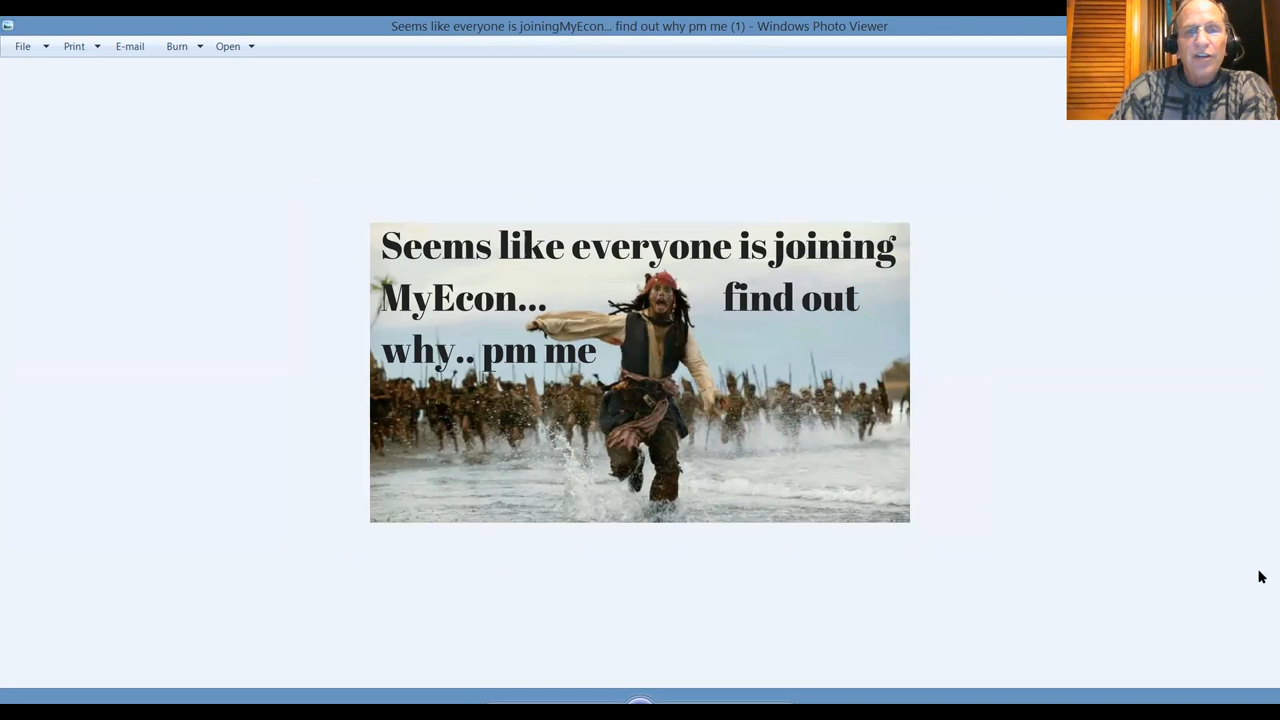 Seems like everyone is joiningMyEcon... find out why pm me (1) - Windows Photo Viewer
File Print E-mail Burn Open
Seems like everyone is joining
MyEcon... find out
why.. pm me